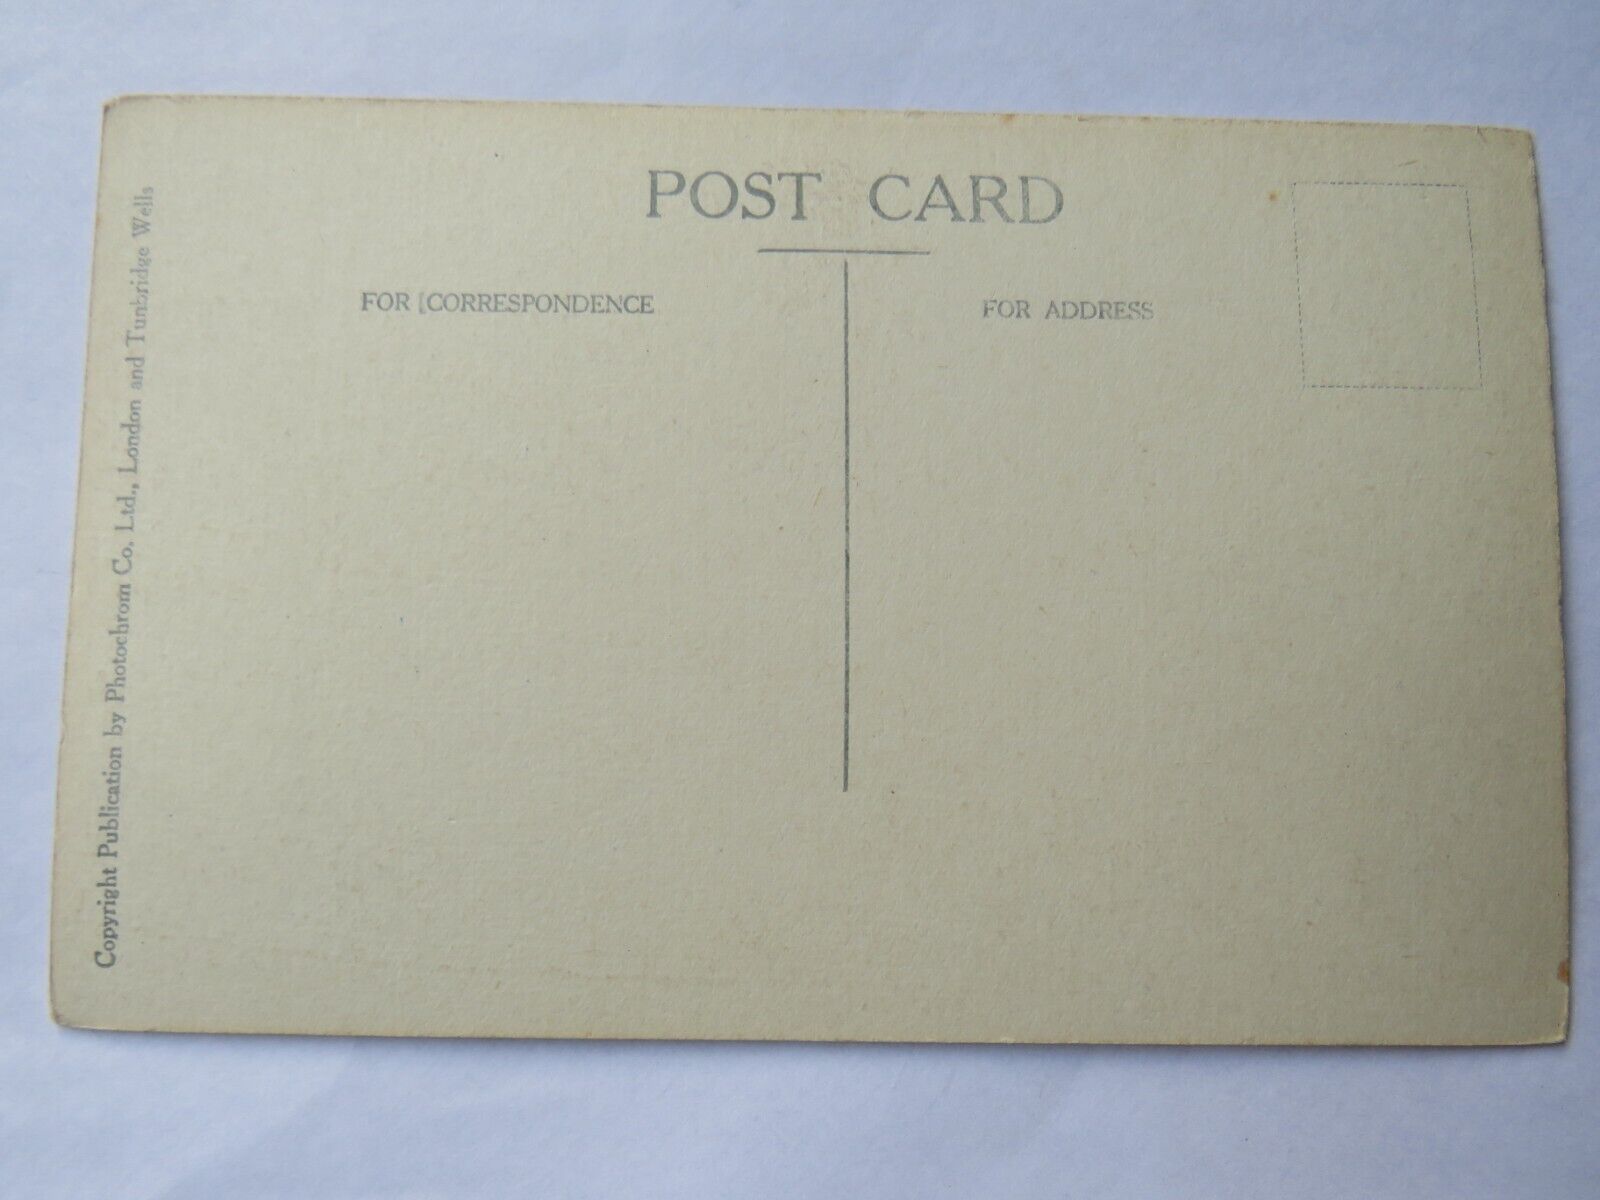 POST CARD
FOR [CORRESPONDENCE
FOR ADDRESS
Copyright Publication by Photochrom Co. Ltd., London and Tunbridge Wells